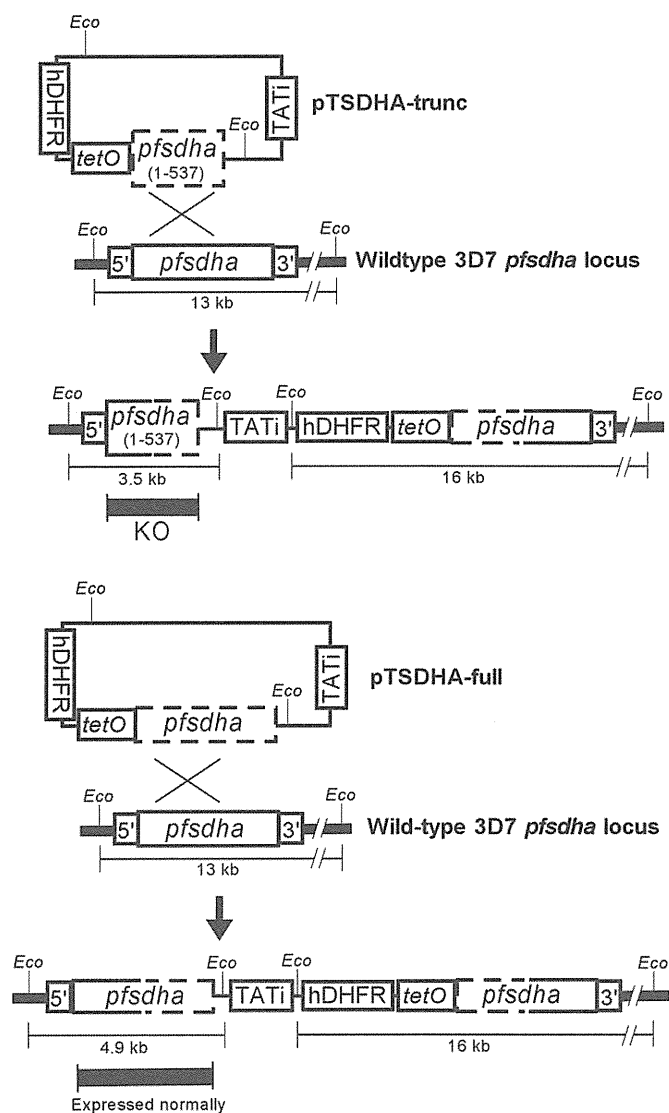 Eco
hDHFR
TATi
pTSDHA-trunc
Eco
tetO
pfsdha
(1-537)
Eco
Eco
5'
pfsdha
3'
Wildtype 3D7 pfsdha locus
13 kb
Eco
Eco
Eco
Eco
5'
pfsdha
(1-537)
TATi
hDHFR
tetO
pfsdha
3'
3.5 kb
16 kb
KO
Eco
hDHFR
TATi
pTSDHA-full
Eco
tetO
pfsdha
Eco
Eco
5'
pfsdha
3'
Wild-type 3D7 pfsdha locus
13 kb
Eco
Eco
Eco
Eco
5'
pfsdha
TATi
hDHFR
tetO
pfsdha
3'
4.9 kb
16 kb
Expressed normally